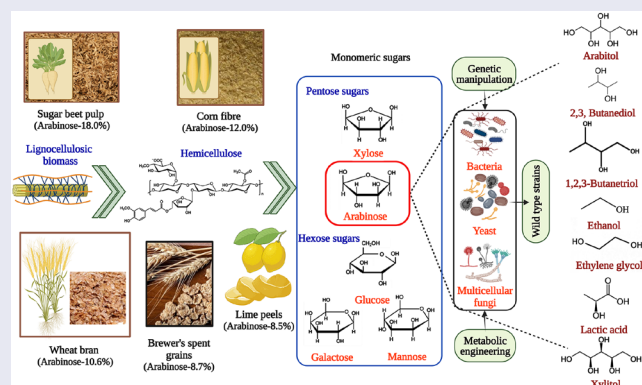 Sugar beet pulp
(Arabinose-18.0%)
Corn fibre
(Arabinose-12.0%)
Lignocellulosic
biomass
Hemicellulose
Wheat bran
(Arabinose-10.6%)
Brewer's spent
grains
(Arabinose-8.7%)
Lime peels
(Arabinose-8.5%)
Monomeric sugars
Pentose sugars
Xylose
Arabinose
Hexose sugars
Glucose
Galactose
Mannose
Genetic
manipulation
Bacteria
Yeast
Multicellular
fungi
Metabolic
engineering
Wild type strains
Arabitol
2,3, Butanediol
1,2,3-Butanetriol
Ethanol
Ethylene glycol
Lactic acid
Xylitol